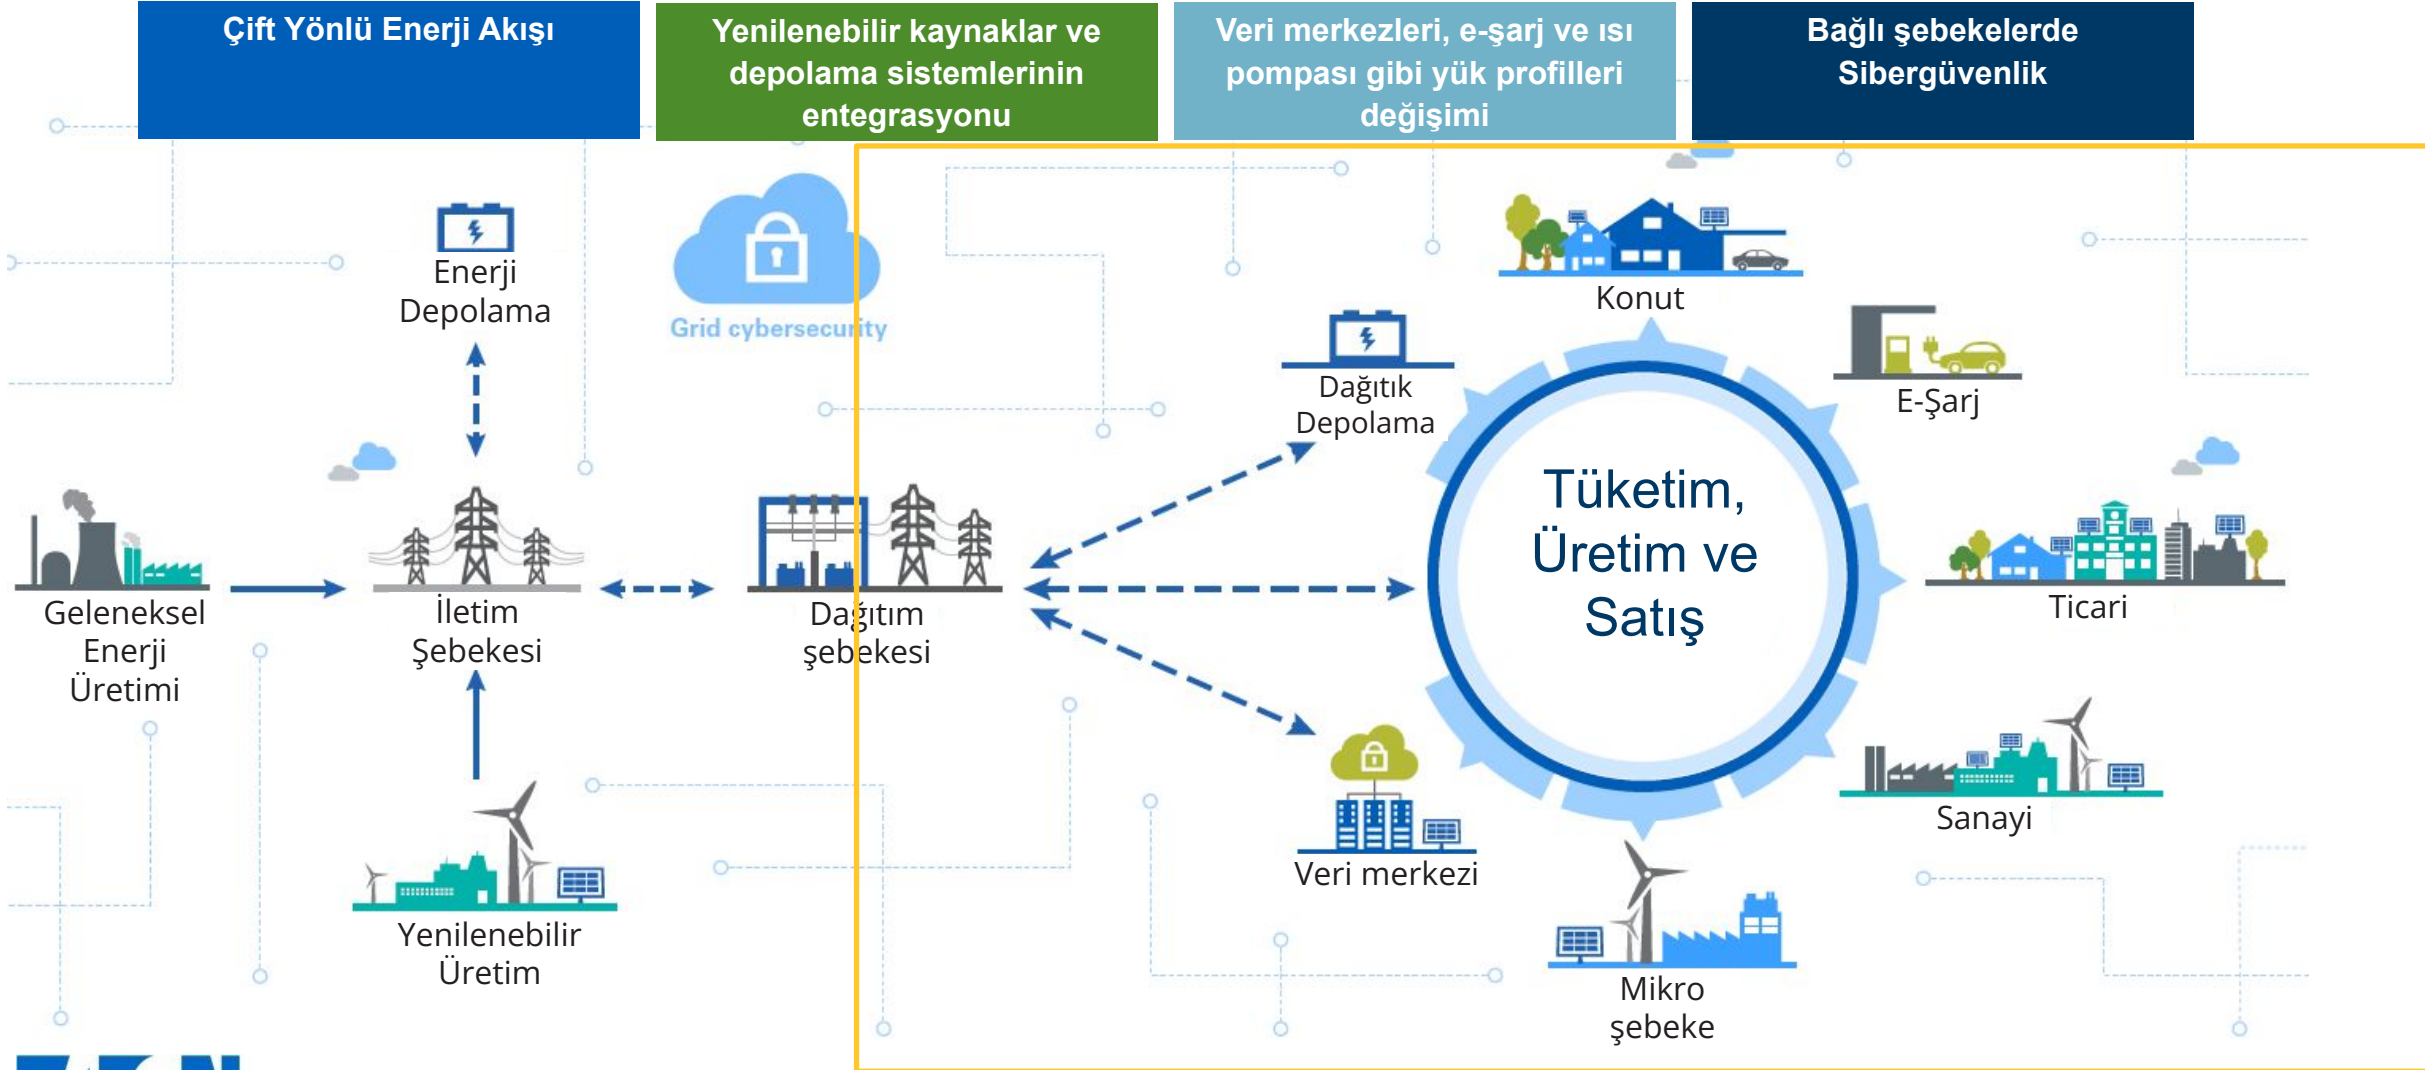 Çift Yönlü Enerji Akışı
Yenilenebilir kaynaklar ve
depolama sistemlerinin
entegrasyonu
Veri merkezleri, e-şarj ve ısı
pompası gibi yük profilleri
değişimi
Bağlı şebekelerde
Sibergüvenlik
Enerji
Depolama
Grid cybersecurity
Konut
Dağıtık
Depolama
E-Şarj
Geleneksel
Enerji
Üretimi
İletim
Şebekesi
Dağıtım
şebekesi
Tüketim,
Üretim ve
Satış
Ticari
Sanayi
Veri merkezi
Yenilenebilir
Üretim
Mikro
şebeke